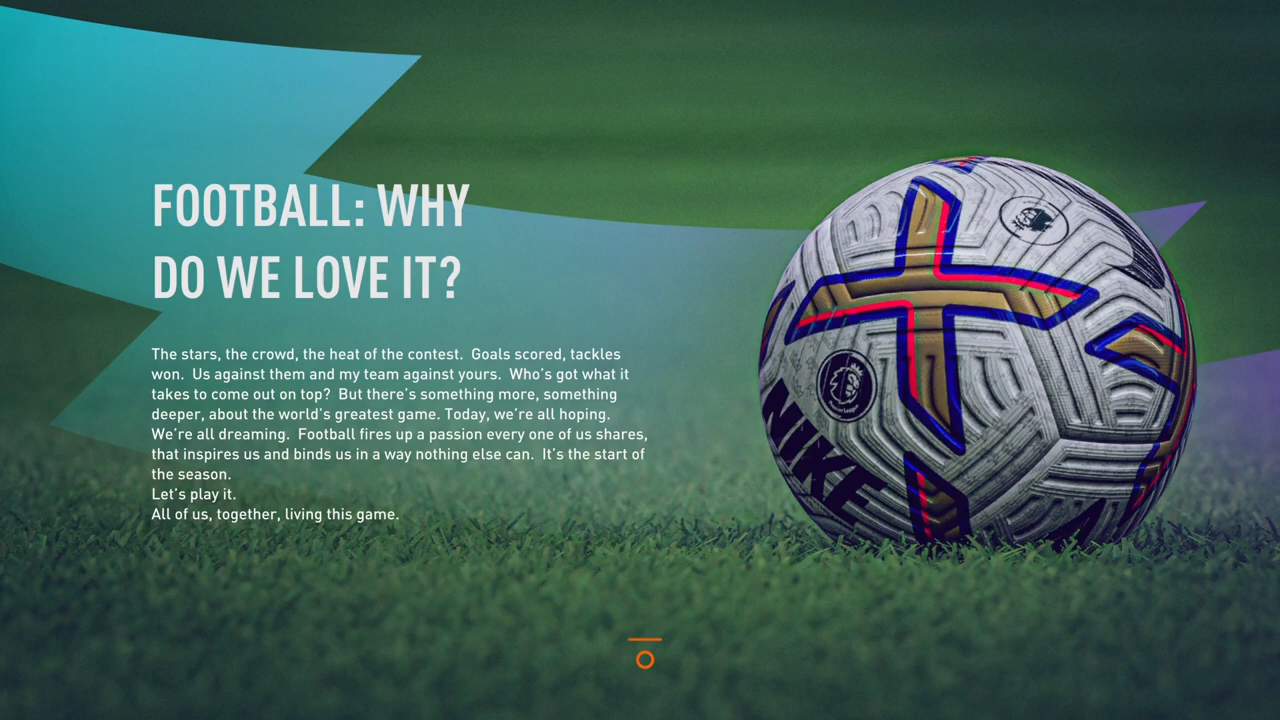 FOOTBALL: WHY
DO WE LOVE IT?
The stars, the crowd, the heat of the contest.  Goals scored, tackles
won.  Us against them and my team against yours.  Who's got what it
takes to come out on top?  But there's something more, something
deeper, about the world's greatest game. Today, we're all hoping.
We're all dreaming.  Football fires up a passion every one of us shares,
that inspires us and binds us in a way nothing else can.  It's the start of
the season.
Let's play it.
All of us, together, living this game.
Premier League
NIKE